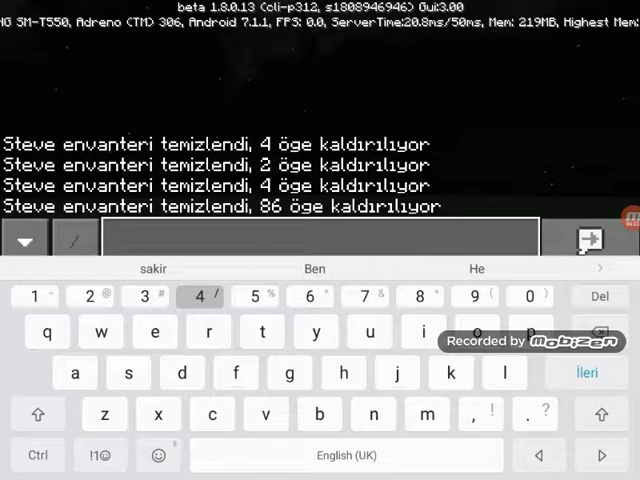 beta 1.8.0.13 (cli-p312, s1808946946) Gui:3.00
NG SM-T550, Adreno (TM) 306, Android 7.1.1, FPS: 0.0, ServerTime:20.8ms/50ms, Mem: 219MB, Highest Mem:
Steve envanteri temizlendi, 4 öge kaldırılıyor
Steve envanteri temizlendi, 2 öge kaldırılıyor
Steve envanteri temizlendi, 4 öge kaldırılıyor
Steve envanteri temizlendi, 86 öge kaldırılıyor
/
sakir Ben He
1 2 @ 3 # 4 / 5 % 6 7 & 8 * 9 ( 0 ) Del
q w e r t y u i o p
Recorded by mobizen
a s d f g h j k l İleri
z x c v b n m , ! . ?
Ctrl !1☺ English (UK)